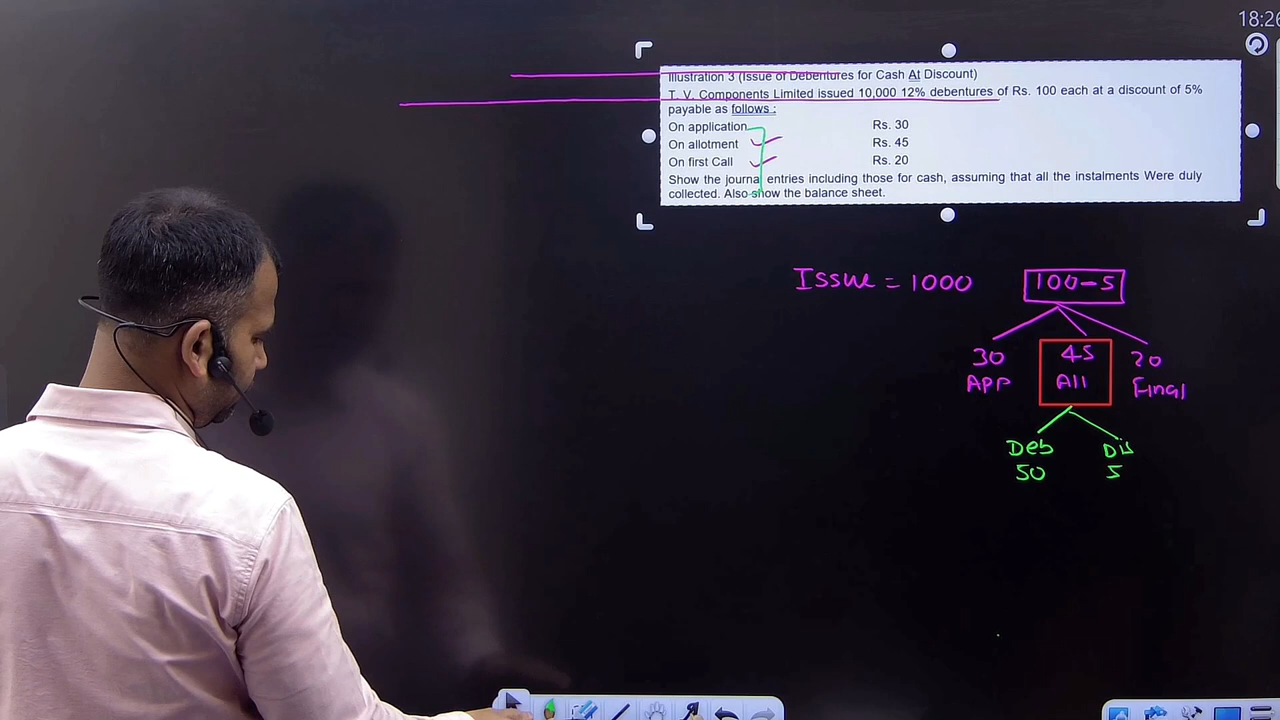 18:26
Illustration 3 (Issue of Debentures for Cash At Discount)
T. V. Components Limited issued 10,000 12% debentures of Rs. 100 each at a discount of 5%
payable as follows :
On application Rs. 30
On allotment Rs. 45
On first Call Rs. 20
Show the journal entries including those for cash, assuming that all the instalments Were duly
collected. Also show the balance sheet.
Issue = 1000 100-5
30 45 20
App All Final
Deb Dis
50 5